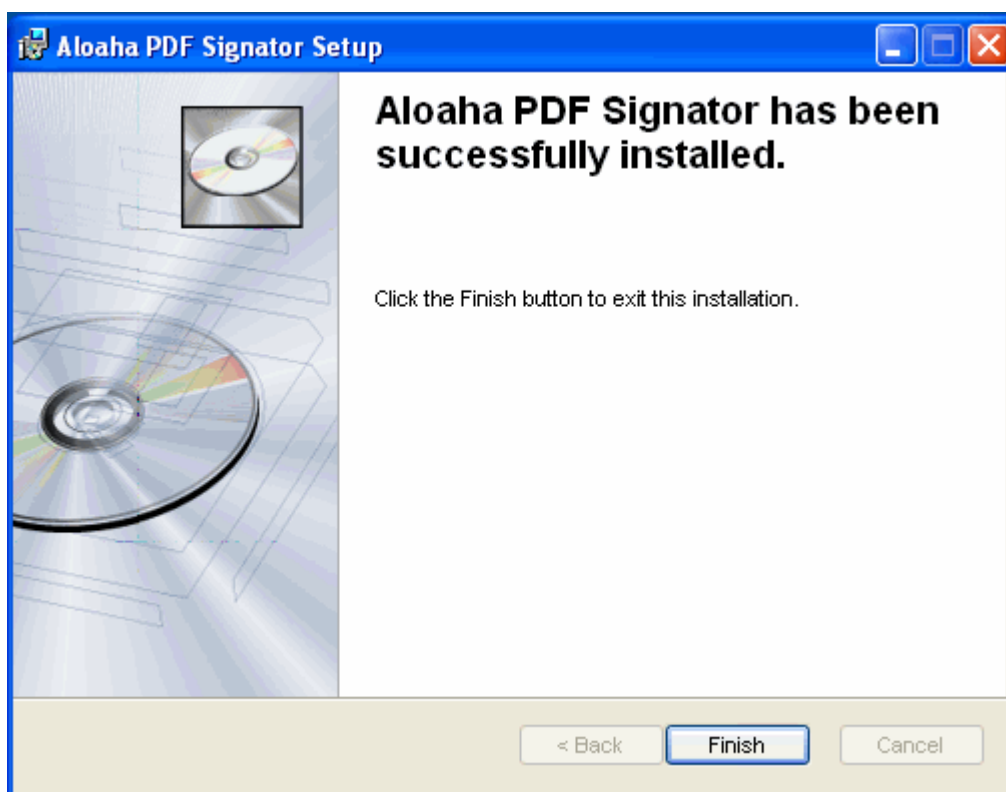 Aloaha PDF Signator Setup
Aloaha PDF Signator has been
successfully installed.
Click the Finish button to exit this installation.
< Back
Finish
Cancel